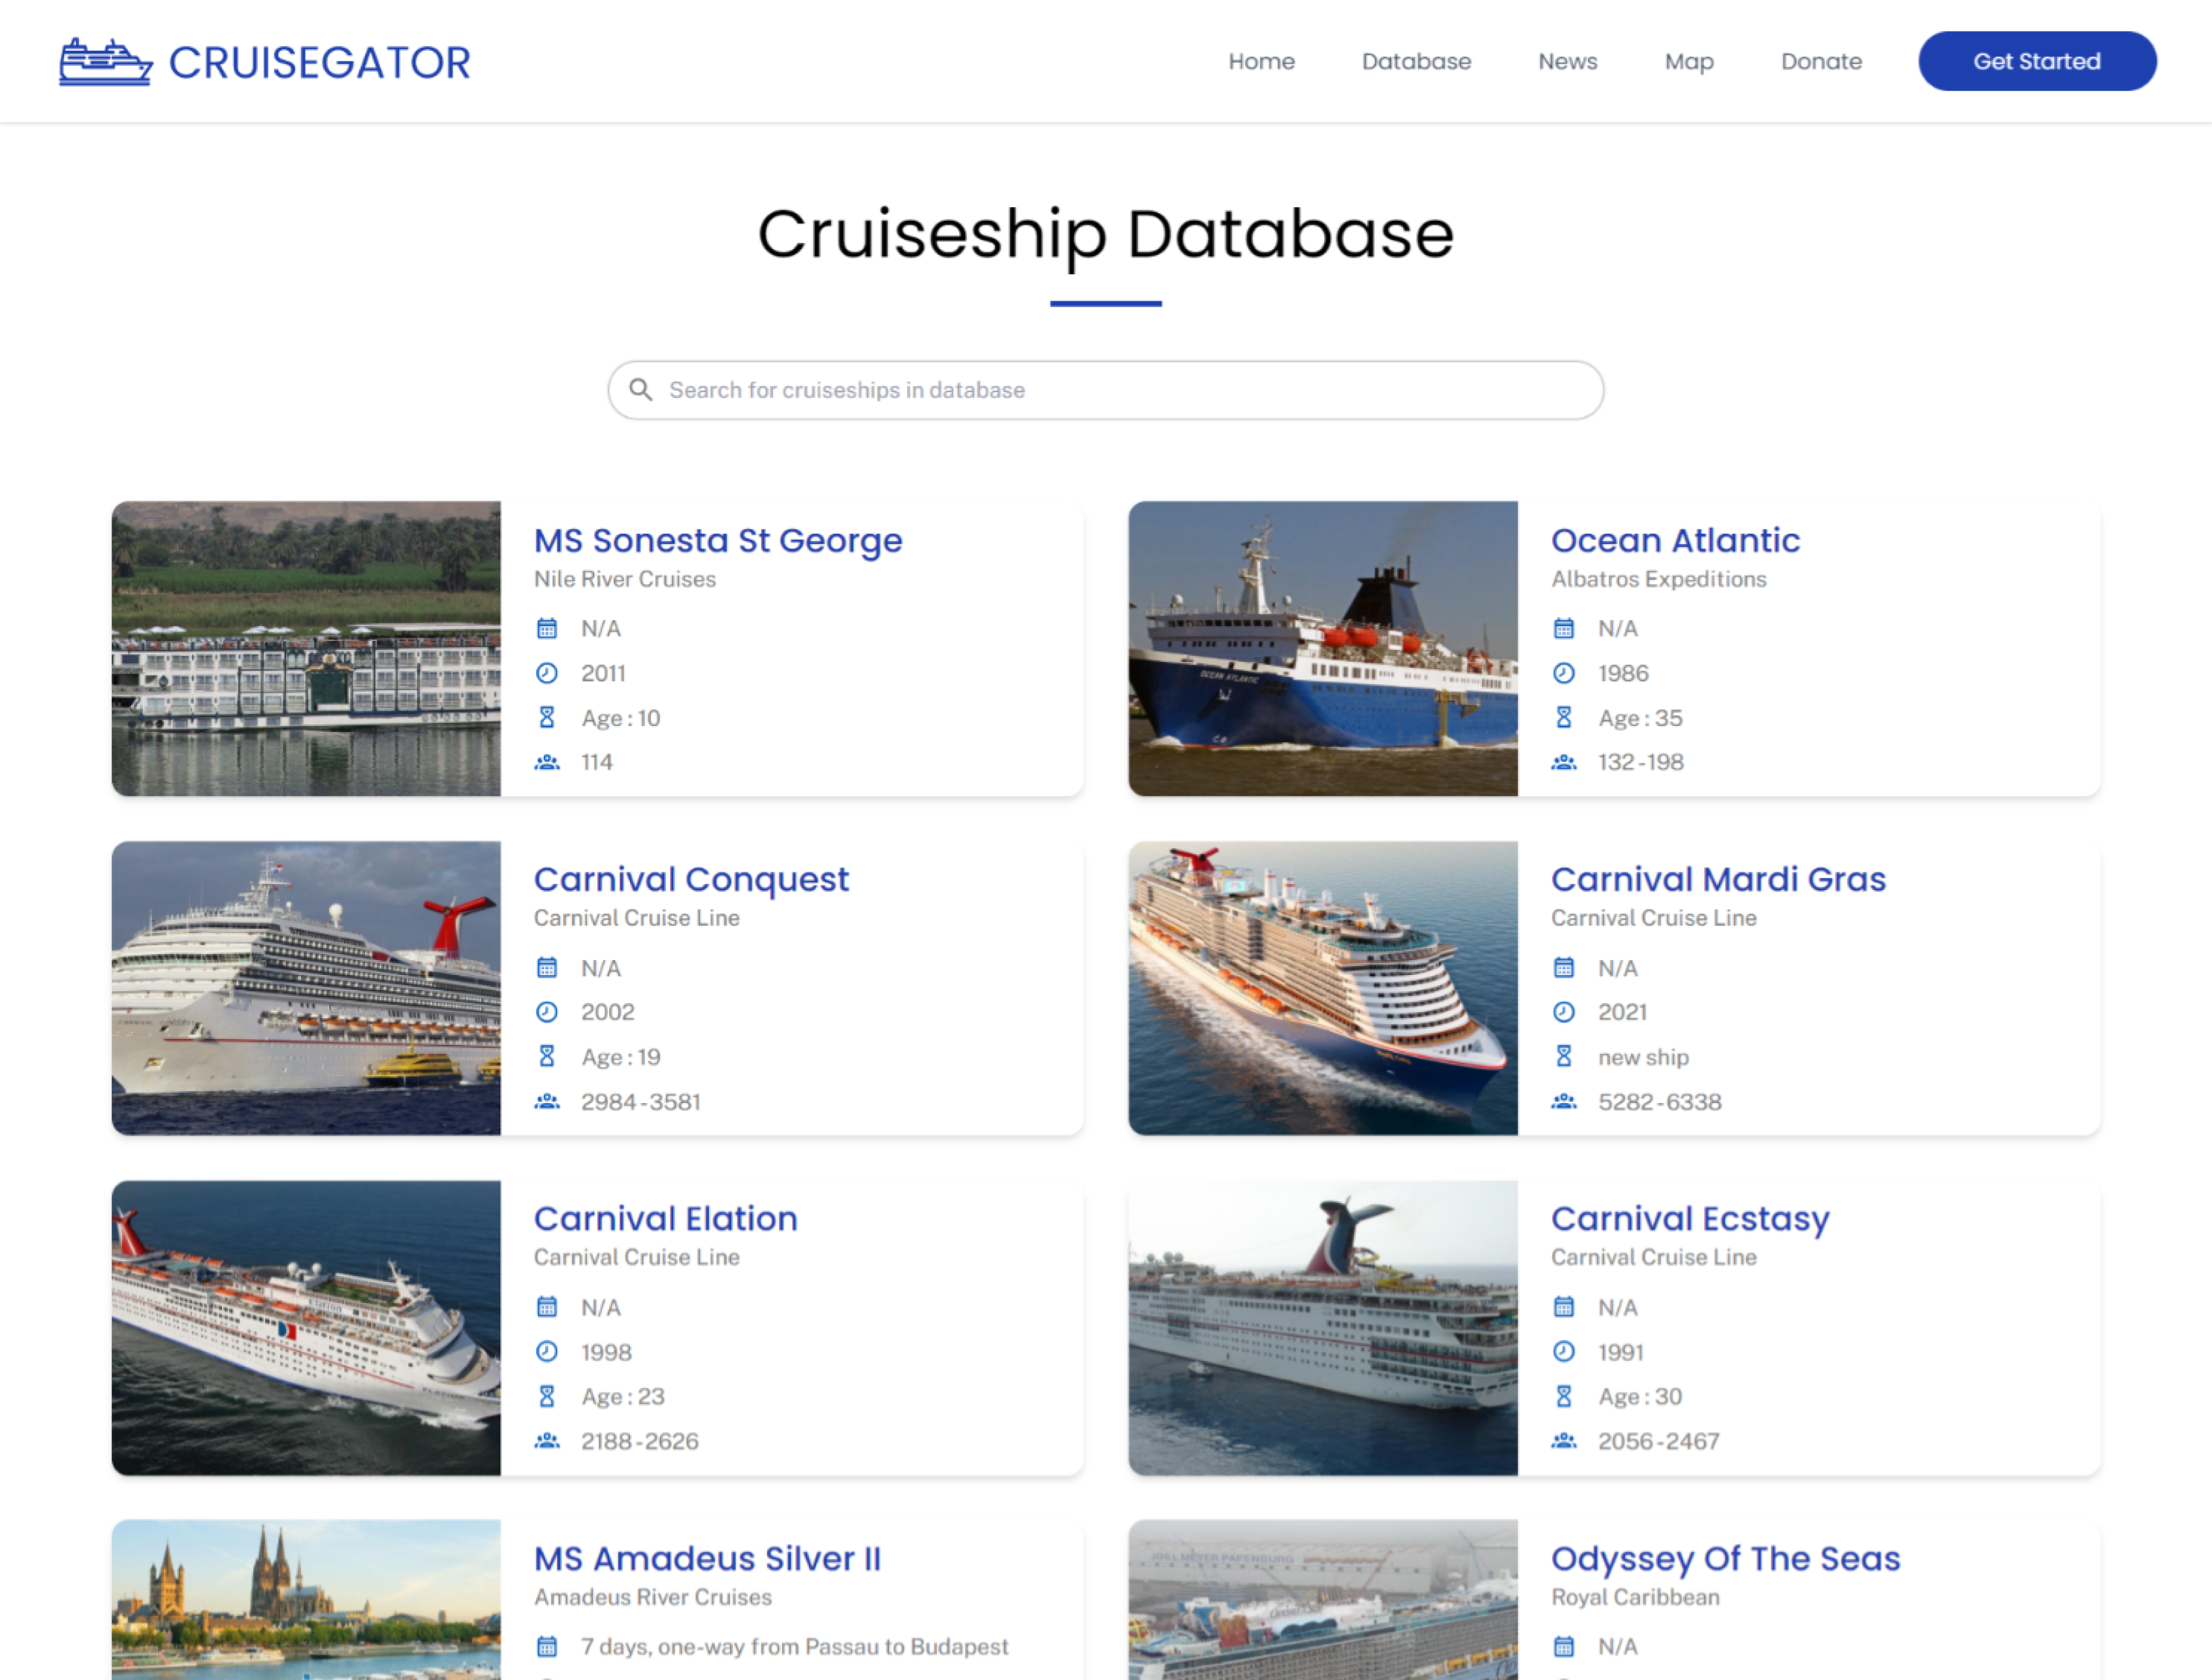 CRUISEGATOR
Home Database News Map Donate Get Started
Cruiseship Database
Search for cruiseships in database
MS Sonesta St George
Nile River Cruises
N/A
2011
Age : 10
114
OCEAN ATLANTIC
Ocean Atlantic
Albatros Expeditions
N/A
1986
Age : 35
132 - 198
Carnival Conquest
Carnival Cruise Line
N/A
2002
Age : 19
2984 - 3581
Carnival Mardi Gras
Carnival Cruise Line
N/A
2021
new ship
5282 - 6338
ELATION
Carnival Elation
Carnival Cruise Line
N/A
1998
Age : 23
2188 - 2626
Carnival Ecstasy
Carnival Cruise Line
N/A
1991
Age : 30
2056 - 2467
MS Amadeus Silver II
Amadeus River Cruises
7 days, one-way from Passau to Budapest
MEYER PAPENBURG
Odyssey Of The Seas
Royal Caribbean
N/A